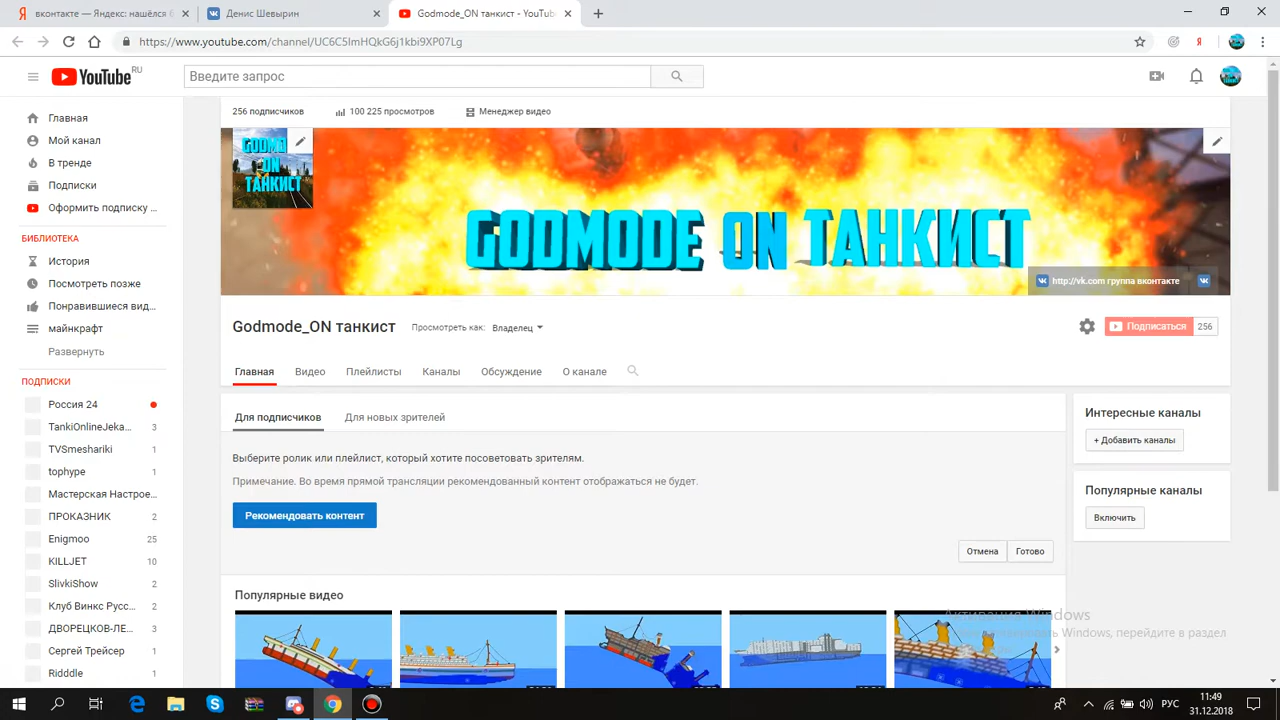 вконтакте — Яндекс нашёлся б
Денис Шевырин
Godmode_ON танкист - YouTub
https://www.youtube.com/channel/UC6C5ImHQkG6j1kbi9XP07Lg
YouTube RU
Введите запрос
256 подписчиков
100 225 просмотров
Менеджер видео
Главная
Мой канал
В тренде
Подписки
Оформить подписку ...
БИБЛИОТЕКА
История
Посмотреть позже
Понравившиеся вид...
майнкрафт
Развернуть
ПОДПИСКИ
Россия 24
TankiOnlineJeka... 3
TVSmeshariki 1
tophype 1
Мастерская Настрое...
ПРОКАЗНИК 2
Enigmoo 25
KILLJET 10
SlivkiShow 2
Клуб Винкс Русс... 2
ДВОРЕЦКОВ-ЛЕ... 3
Сергей Трейсер 1
Ridddle 1
GODMODE
ON
ТАНКИСТ
GODMODE ON ТАНКИСТ
http://vk.com группа вконтакте
Godmode_ON танкист
Просмотреть как: Владелец
Подписаться 256
Главная
Видео
Плейлисты
Каналы
Обсуждение
О канале
Для подписчиков
Для новых зрителей
Выберите ролик или плейлист, который хотите посоветовать зрителям.
Примечание. Во время прямой трансляции рекомендованный контент отображаться не будет.
Рекомендовать контент
Отмена
Готово
Интересные каналы
+ Добавить каналы
Популярные каналы
Включить
Популярные видео
Активация Windows
Windows, перейдите в раздел
РУС
11:49
31.12.2018